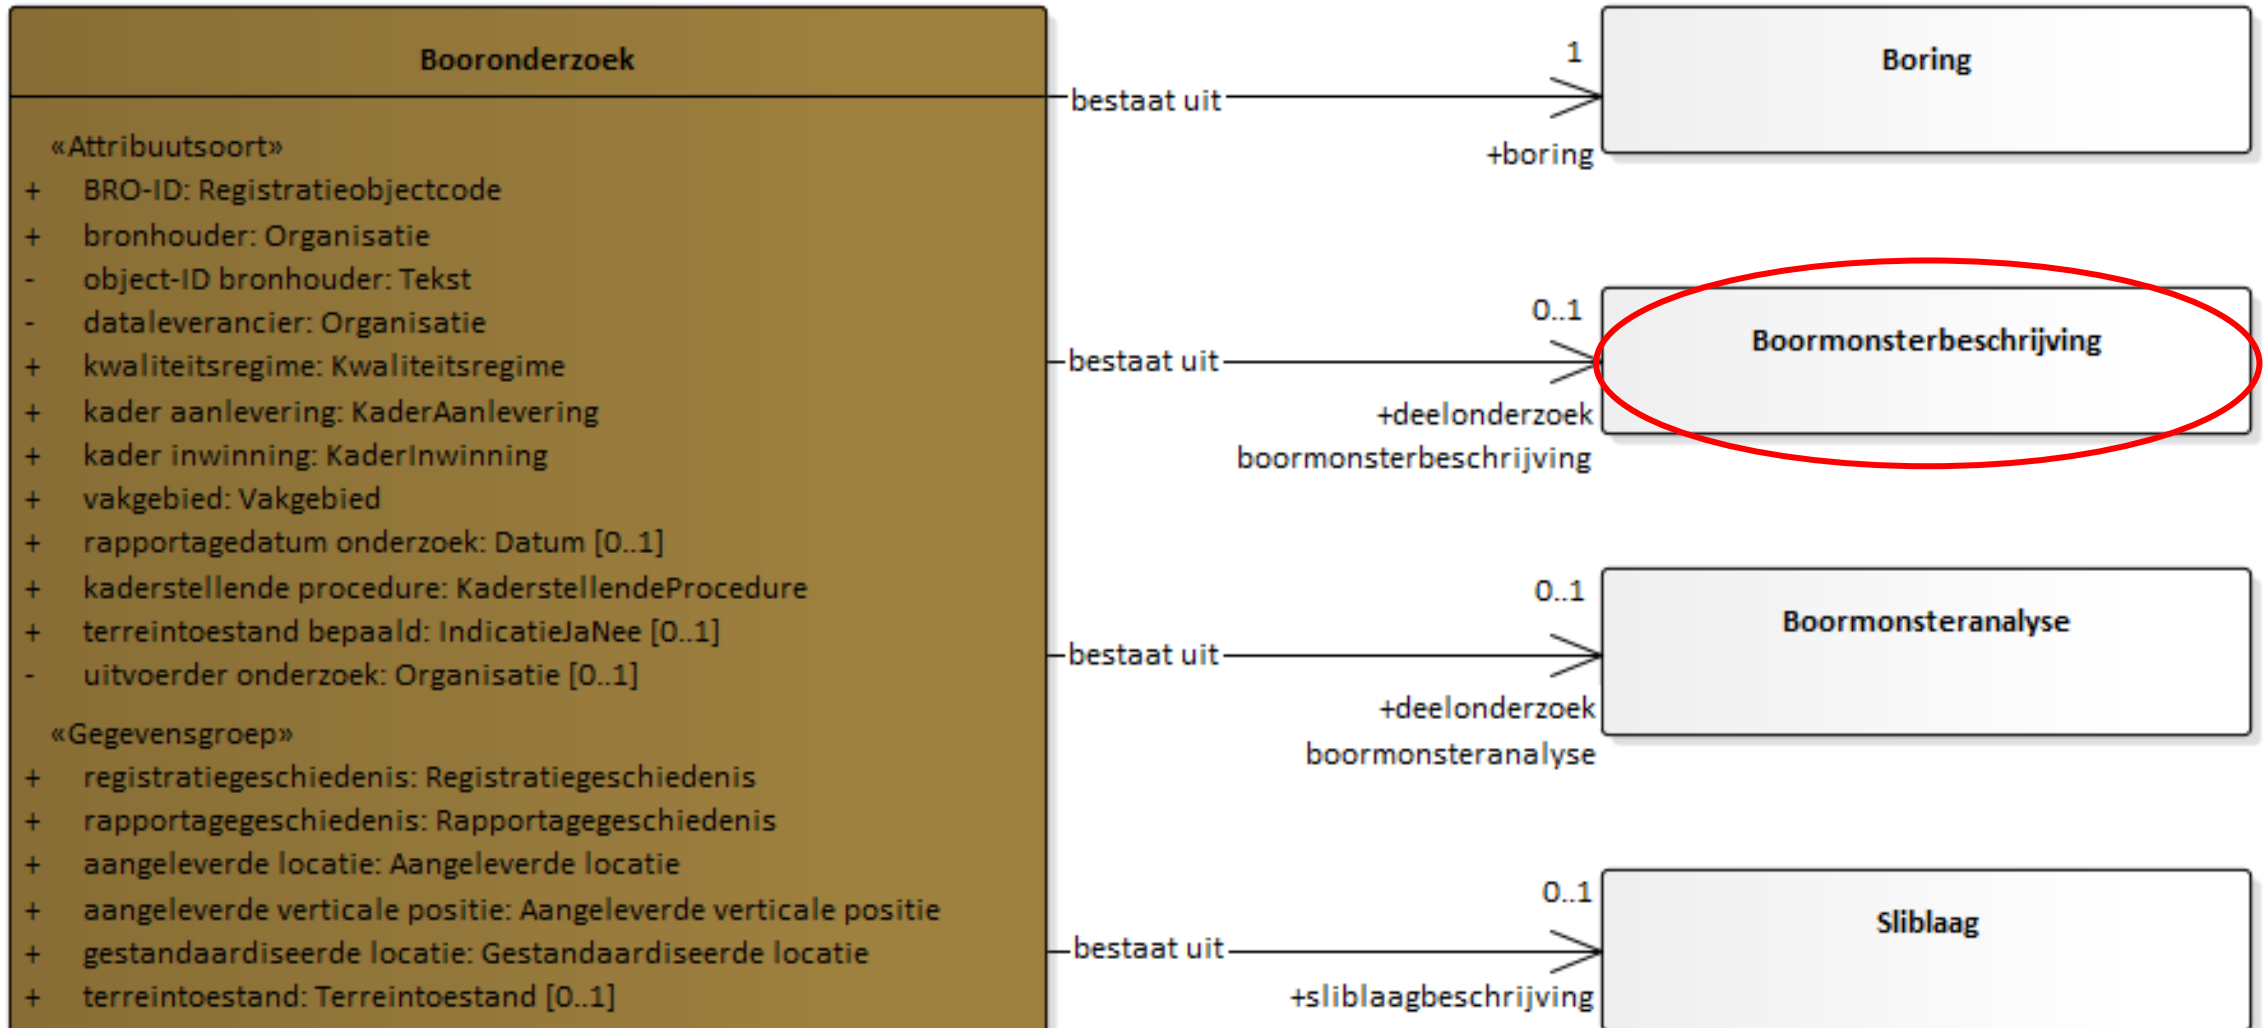 Booronderzoek
«Attribuutsoort»
+ BRO-ID: Registratieobjectcode
+ bronhouder: Organisatie
- object-ID bronhouder: Tekst
- dataleverancier: Organisatie
+ kwaliteitsregime: Kwaliteitsregime
+ kader aanlevering: KaderAanlevering
+ kader inwinning: KaderInwinning
+ vakgebied: Vakgebied
+ rapportagedatum onderzoek: Datum [0..1]
+ kaderstellende procedure: KaderstellendeProcedure
+ terreintoestand bepaald: IndicatieJaNee [0..1]
- uitvoerder onderzoek: Organisatie [0..1]
«Gegevensgroep»
+ registratiegeschiedenis: Registratiegeschiedenis
+ rapportagegeschiedenis: Rapportagegeschiedenis
+ aangeleverde locatie: Aangeleverde locatie
+ aangeleverde verticale positie: Aangeleverde verticale positie
+ gestandaardiseerde locatie: Gestandaardiseerde locatie
+ terreintoestand: Terreintoestand [0..1]
bestaat uit
1
+boring
Boring
bestaat uit
0..1
+deelonderzoek
boormonsterbeschrijving
Boormonsterbeschrijving
bestaat uit
0..1
+deelonderzoek
boormonsteranalyse
Boormonsteranalyse
bestaat uit
0..1
+sliblaagbeschrijving
Sliblaag